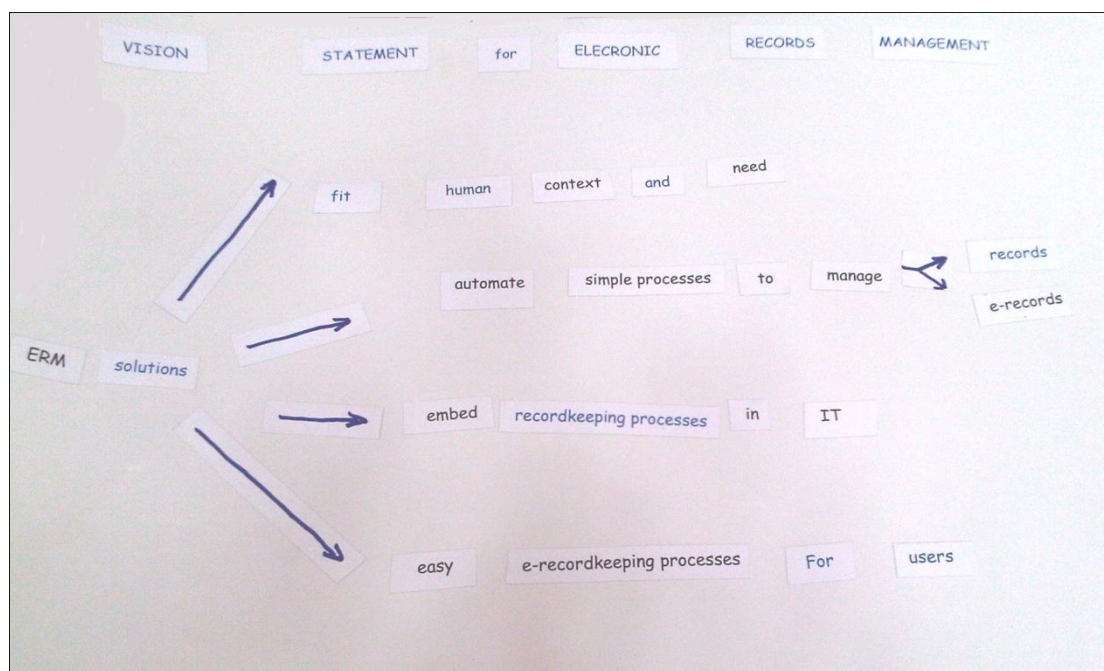 VISION STATEMENT for ELECRONIC RECORDS MANAGEMENT
fit human context and need
automate simple processes to manage records
e-records
ERM solutions
embed recordkeeping processes in IT
easy e-recordkeeping processes For users